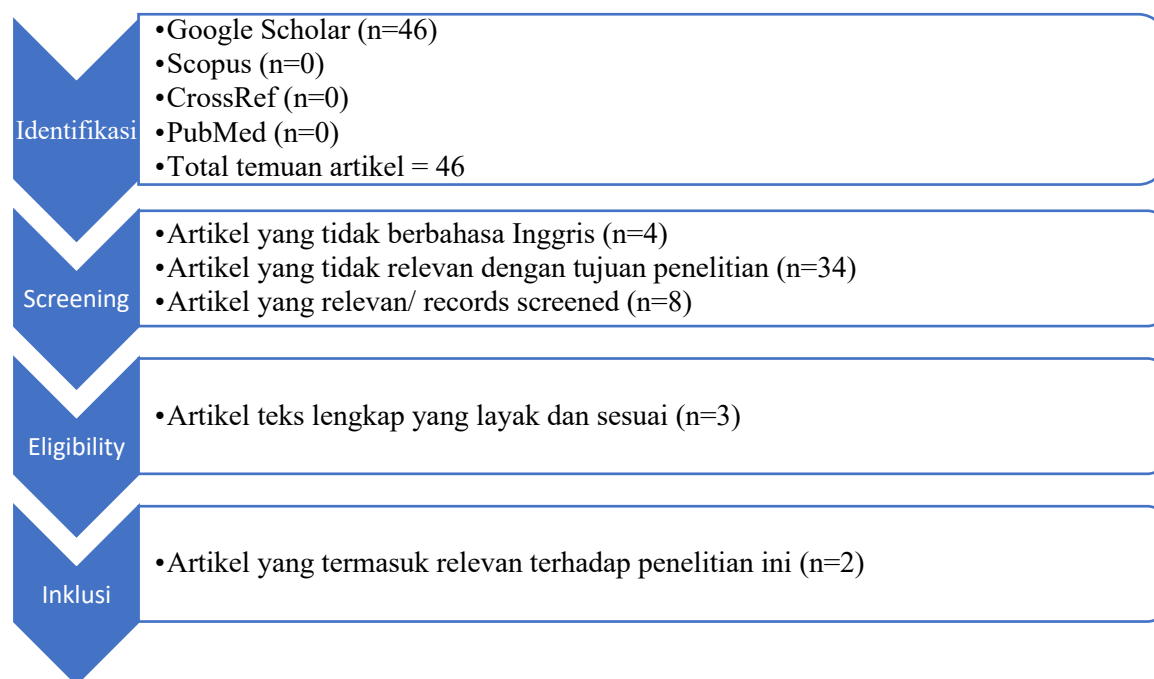 Identifikasi
•Google Scholar (n=46)
•Scopus (n=0)
•CrossRef (n=0)
•PubMed (n=0)
•Total temuan artikel = 46
Screening
•Artikel yang tidak berbahasa Inggris (n=4)
•Artikel yang tidak relevan dengan tujuan penelitian (n=34)
•Artikel yang relevan/ records screened (n=8)
Eligibility
•Artikel teks lengkap yang layak dan sesuai (n=3)
Inklusi
•Artikel yang termasuk relevan terhadap penelitian ini (n=2)